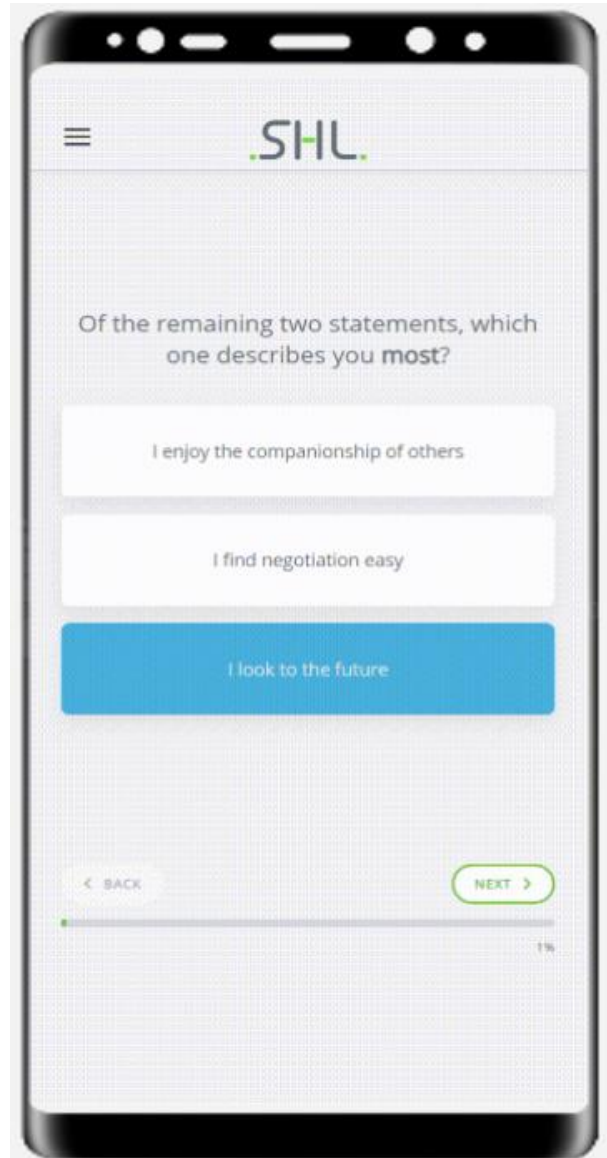 .SHL.
Of the remaining two statements, which
one describes you most?
I enjoy the companionship of others
I find negotiation easy
I look to the future
< BACK
NEXT >
1%